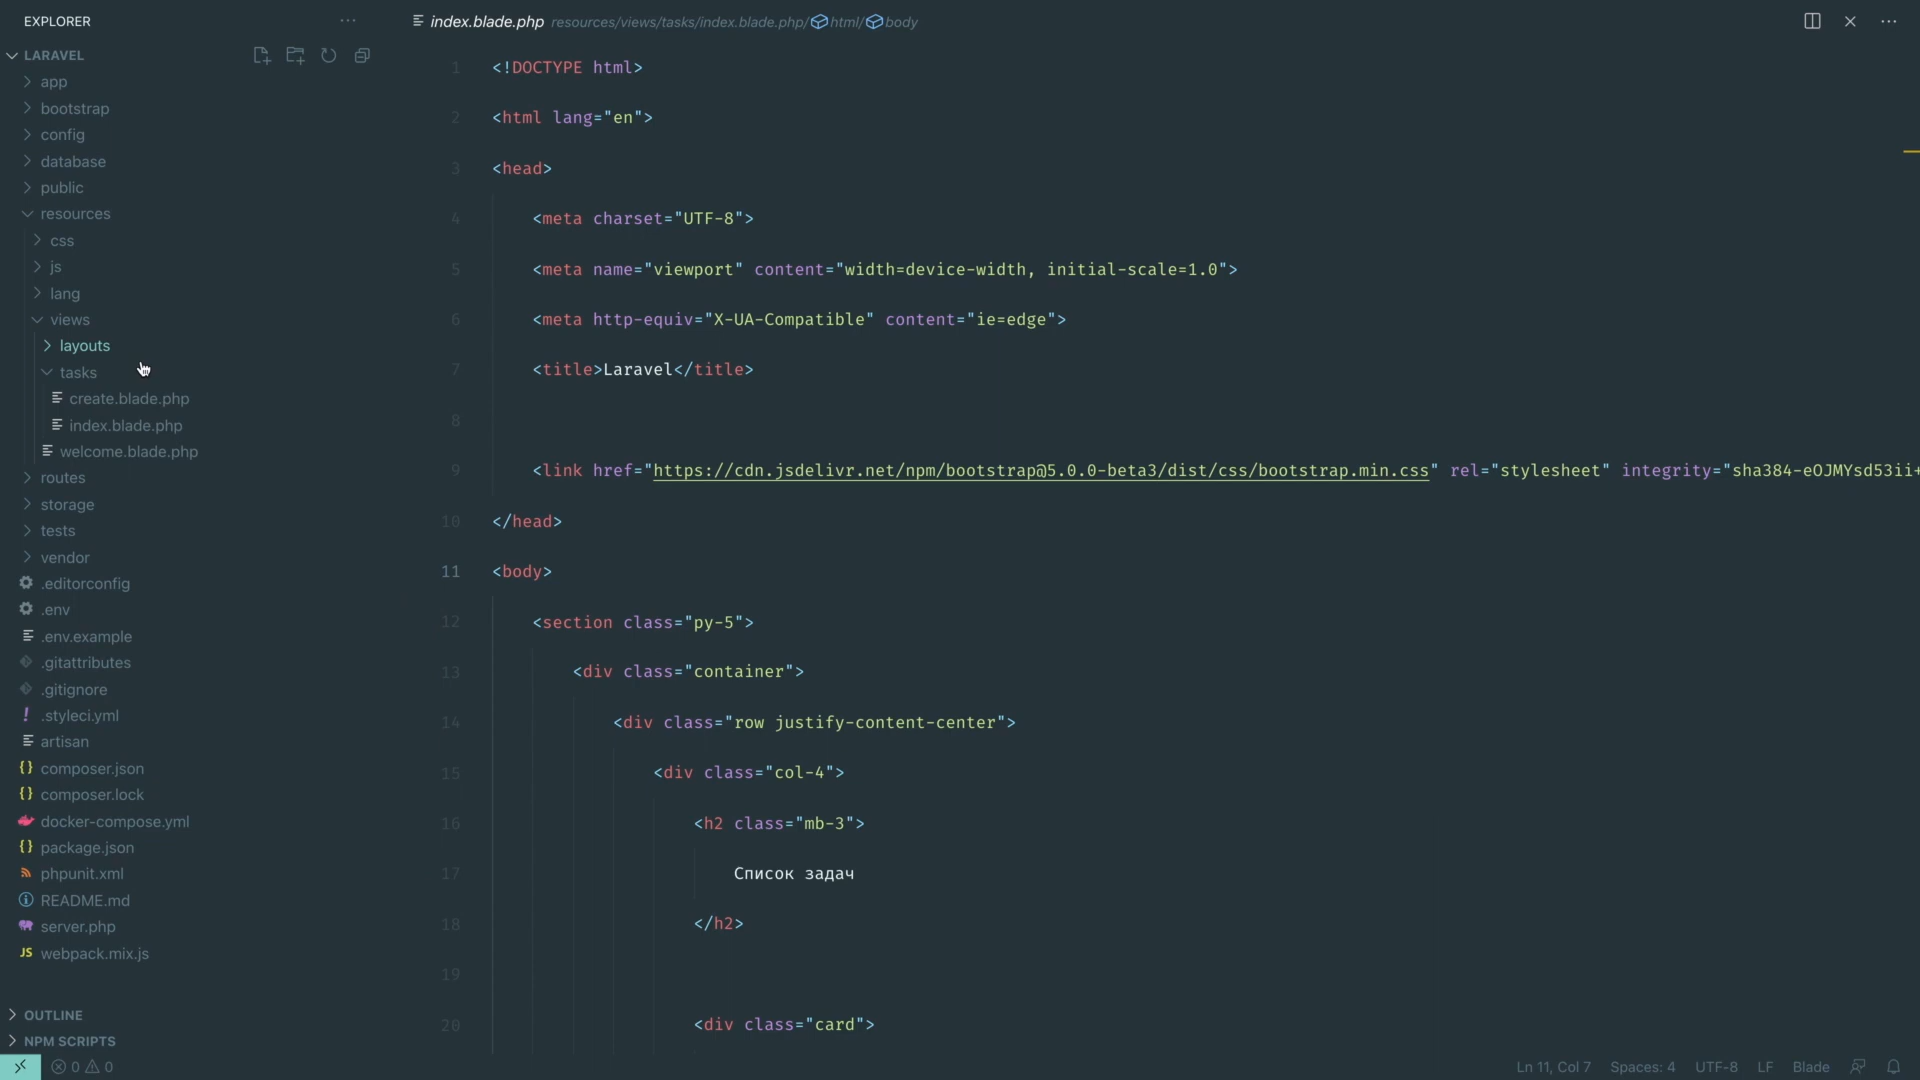 EXPLORER
LARAVEL
app
bootstrap
config
database
public
resources
css
js
lang
views
layouts
tasks
create.blade.php
index.blade.php
welcome.blade.php
routes
storage
tests
vendor
.editorconfig
.env
.env.example
.gitattributes
.gitignore
.styleci.yml
artisan
composer.json
composer.lock
docker-compose.yml
package.json
phpunit.xml
README.md
server.php
JS webpack.mix.js
OUTLINE
NPM SCRIPTS
index.blade.php resources/views/tasks/index.blade.php/html/body
1 <!DOCTYPE html>
2 <html lang="en">
3 <head>
4 <meta charset="UTF-8">
5 <meta name="viewport" content="width=device-width, initial-scale=1.0">
6 <meta http-equiv="X-UA-Compatible" content="ie=edge">
7 <title>Laravel</title>
8
9 <link href="https://cdn.jsdelivr.net/npm/bootstrap@5.0.0-beta3/dist/css/bootstrap.min.css" rel="stylesheet" integrity="sha384-eOJMYsd53ii+
10 </head>
11 <body>
12 <section class="py-5">
13 <div class="container">
14 <div class="row justify-content-center">
15 <div class="col-4">
16 <h2 class="mb-3">
17 Список задач
18 </h2>
19
20 <div class="card">
0 0
Ln 11, Col 7 Spaces: 4 UTF-8 LF Blade